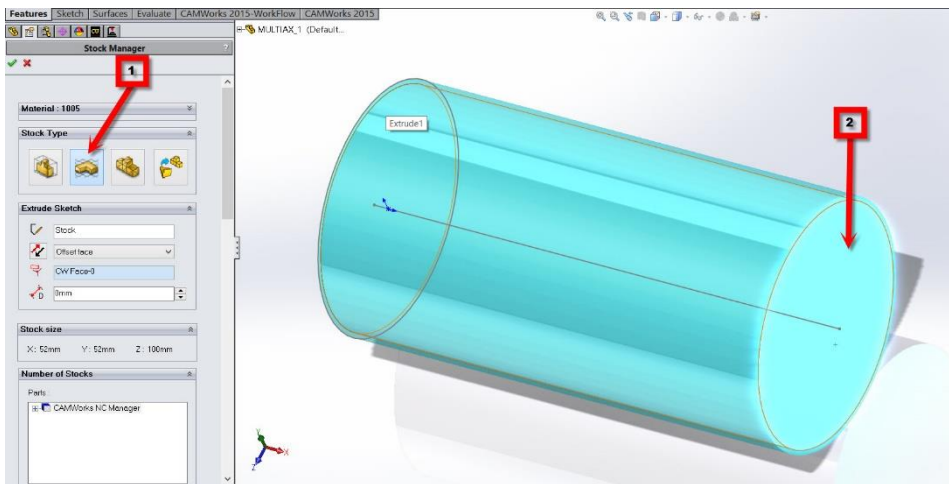 Features Sketch Surfaces Evaluate CAMWorks 2015-WorkFlow CAMWorks 2015
MULTIAX_1 (Default...
Stock Manager
?
1
Material : 1005
Stock Type
Extrude Sketch
Stock
Offset face
CW Face-0
D
0mm
Stock size
X : 52mm Y : 52mm Z : 100mm
Number of Stocks
Parts
CAMWorks NC Manager
Extrude1
2
Y
X
Z